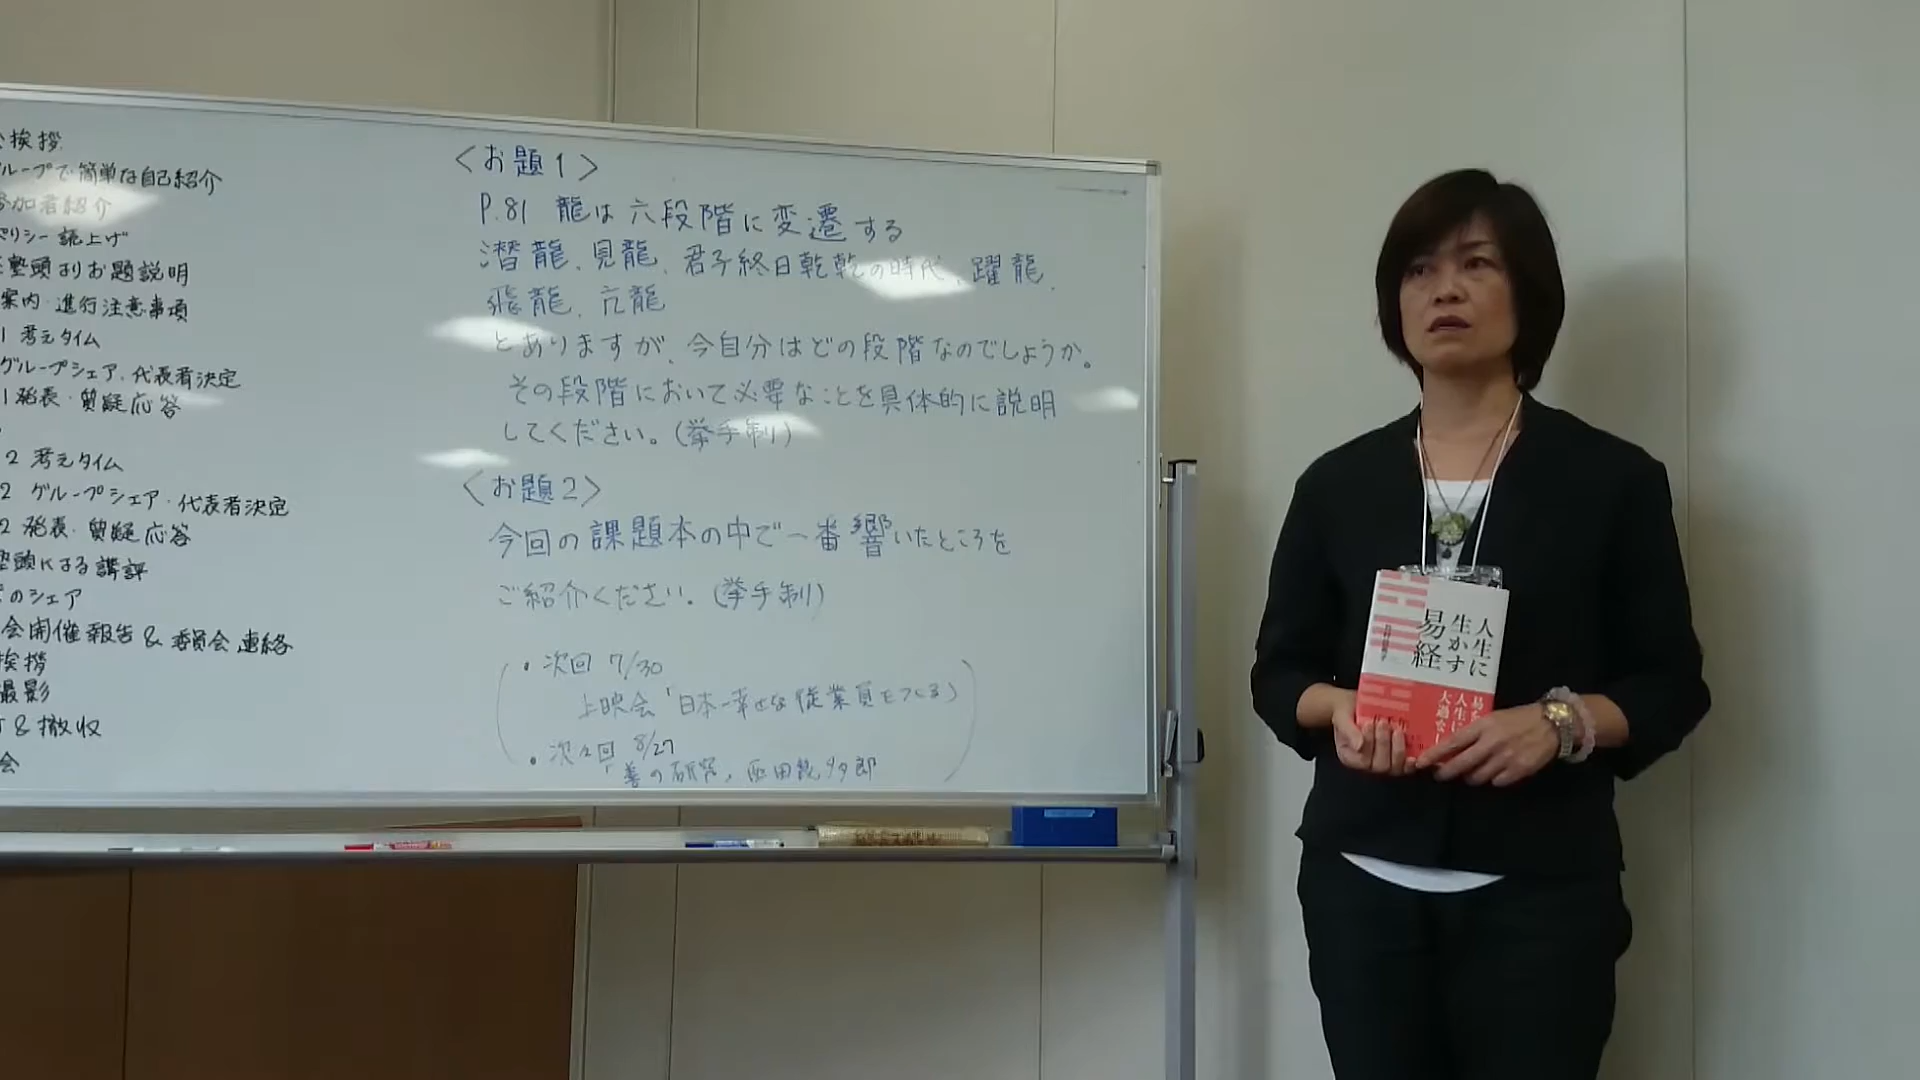 挨拶
ループで簡単な自己紹介
参加者紹介
ポリシー読上げ
塾頭よりお題説明
案内・進行注意事項
1 考えタイム
グループシェア・代表者決定
1 発表・質疑応答
2 考えタイム
2 グループシェア・代表者決定
2 発表・質疑応答
塾頭による講評
のシェア
会開催報告 & 委員会連絡
挨拶
撮影
& 撤収
会
<お題1>
P.81 龍は六段階に変遷する
潜龍、見龍、君子終日乾乾の時代、躍龍、
飛龍、亢龍
とありますが、今自分はどの段階なのでしょうか。
その段階において必要なことを具体的に説明
してください。(挙手制)
<お題2>
今回の課題本の中で一番響いたところを
ご紹介ください。(挙手制)
・次回 7/30
上映会「日本一幸せな従業員をつくる」
・次々回 8/27
「善の研究」西田幾多郎
人生に
生かす
易経